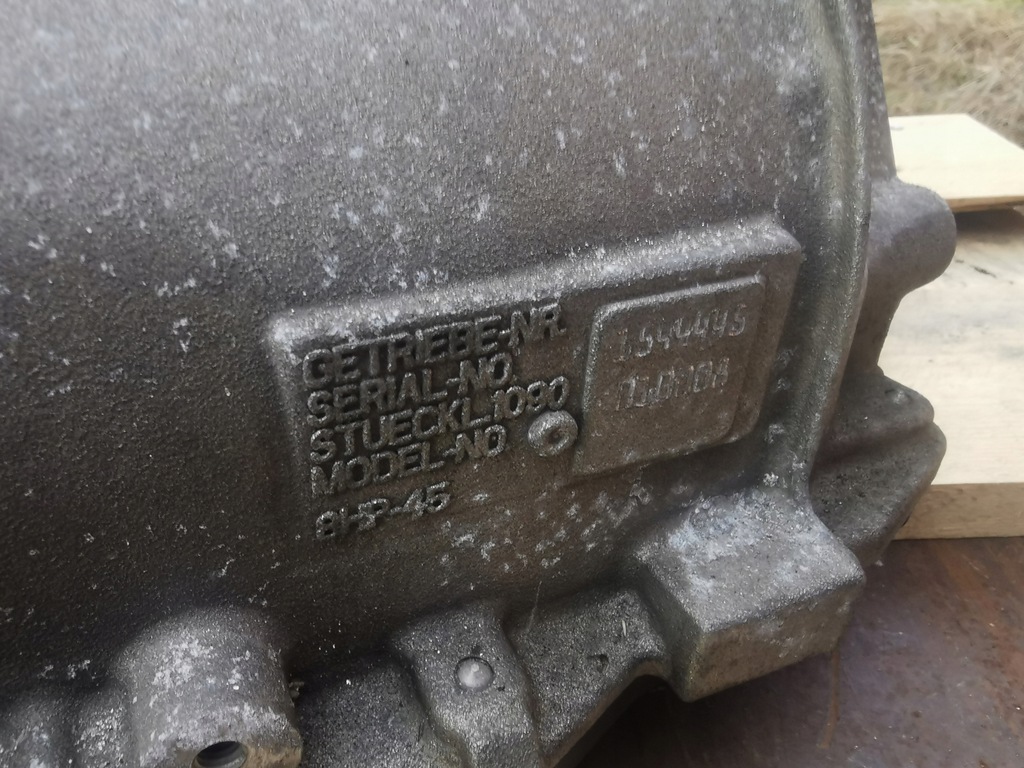 GETRIEBE-NR.
SERIAL-NO.
STUECKL.1090
MODEL-NO
8HP-45